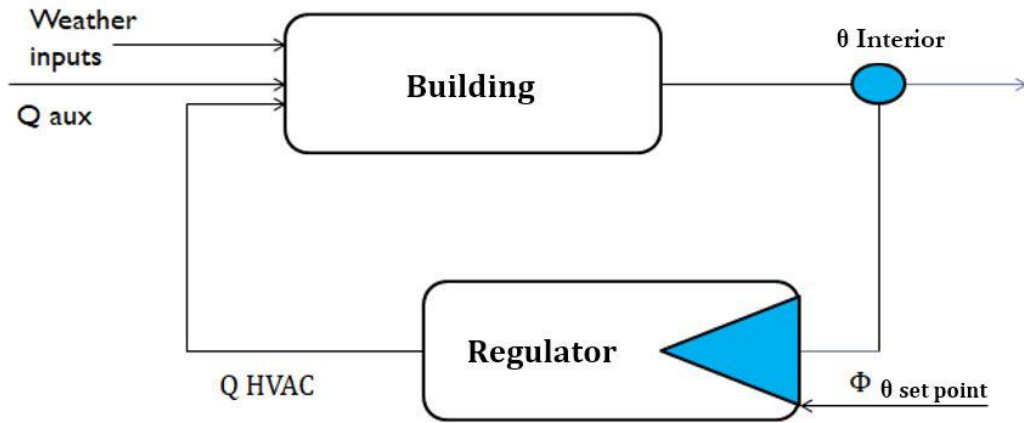 Weather
inputs
θ Interior
Building
Q aux
Regulator
Q HVAC
Φ
θ set point